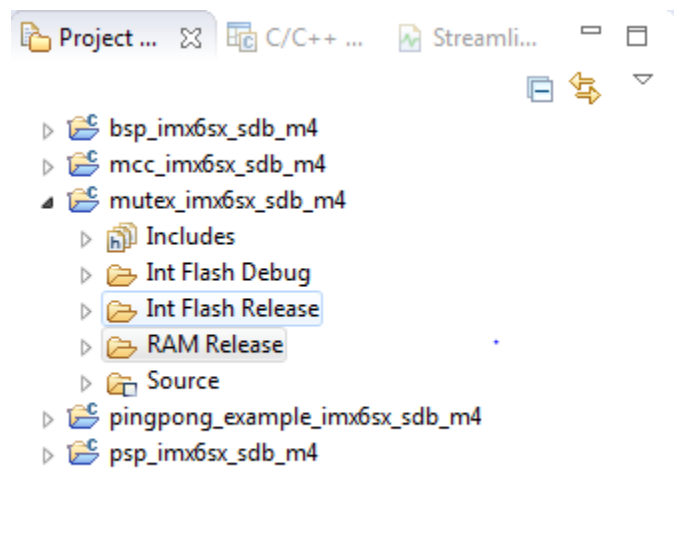 Project ... C/C++ ... Streamli...
bsp_imx6sx_sdb_m4
mcc_imx6sx_sdb_m4
mutex_imx6sx_sdb_m4
Includes
Int Flash Debug
Int Flash Release
RAM Release
Source
pingpong_example_imx6sx_sdb_m4
psp_imx6sx_sdb_m4